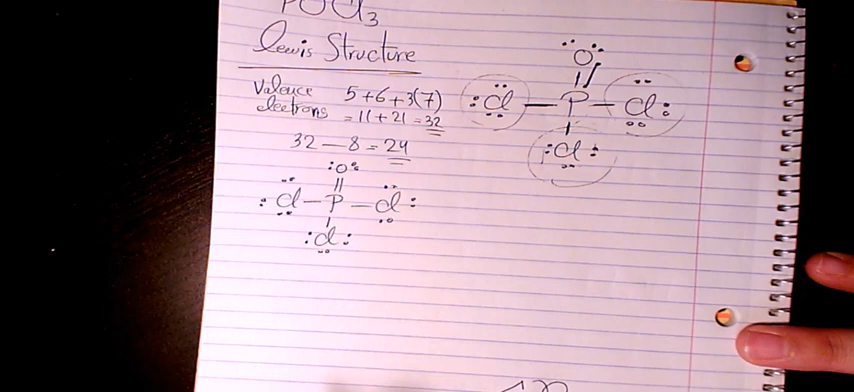 POCl3
Lewis Structure
Valence 5+6+3(7)
electrons = 11 + 21 = 32
32 — 8 = 24
:O:
||
:Cl — P — Cl:
|
:Cl:
O
||
:Cl — P — Cl:
|
:Cl: